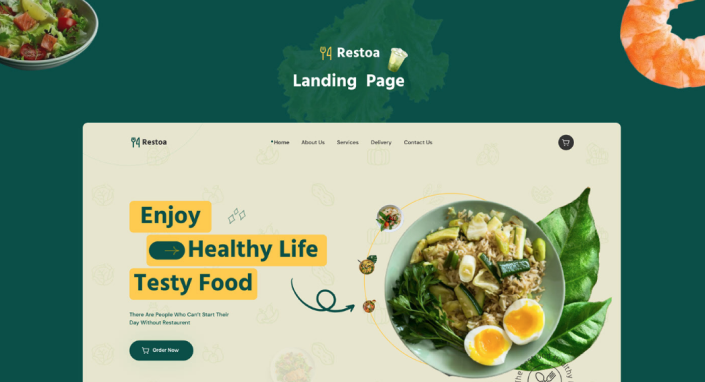 Restoa
Landing Page
Restoa
Home About Us Services Delivery Contact Us
Enjoy
Healthy Life
Testy Food
There Are People Who Can't Start Their
Day Without Restaurent
Order Now